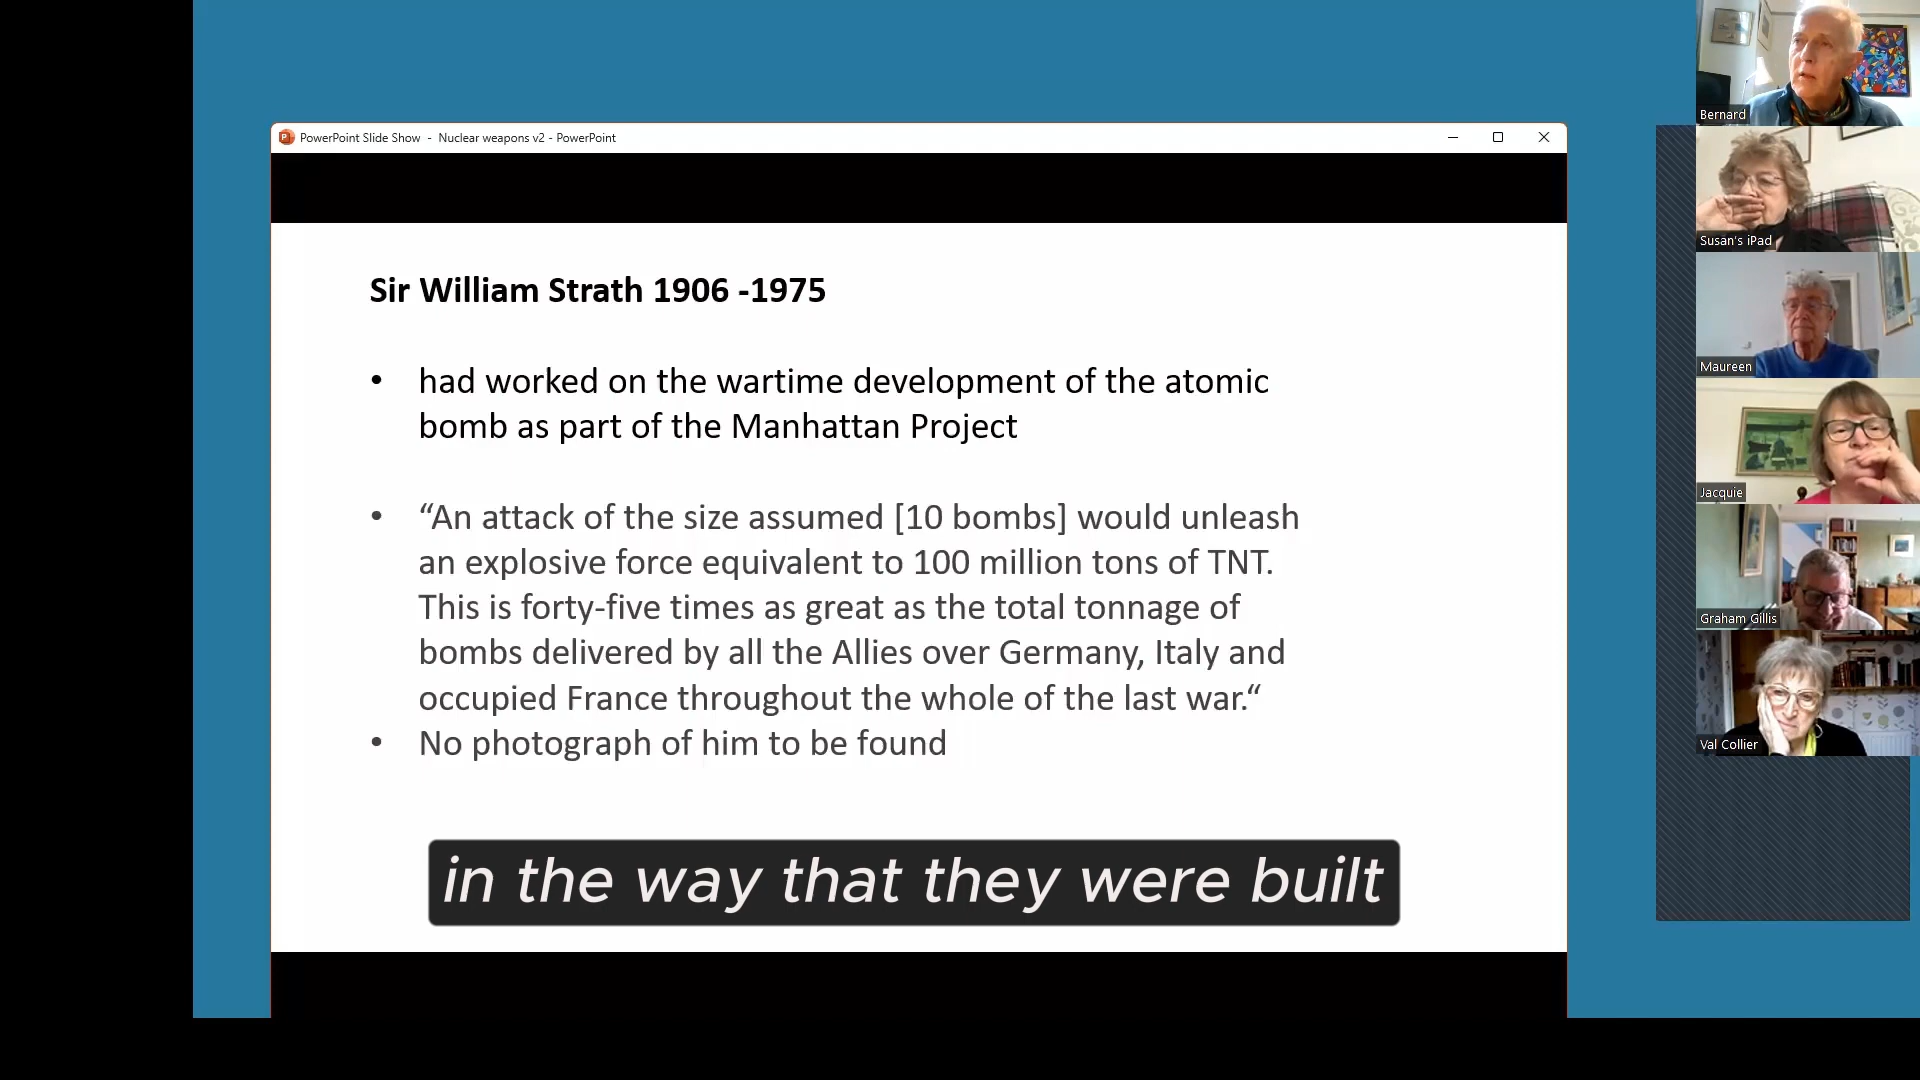 PowerPoint Slide Show - Nuclear weapons v2 - PowerPoint
Sir William Strath 1906 -1975
• had worked on the wartime development of the atomic
bomb as part of the Manhattan Project
• “An attack of the size assumed [10 bombs] would unleash
an explosive force equivalent to 100 million tons of TNT.
This is forty-five times as great as the total tonnage of
bombs delivered by all the Allies over Germany, Italy and
occupied France throughout the whole of the last war.“
• No photograph of him to be found
in the way that they were built
Bernard
Susan's iPad
Maureen
Jacquie
Graham Gillis
Val Collier